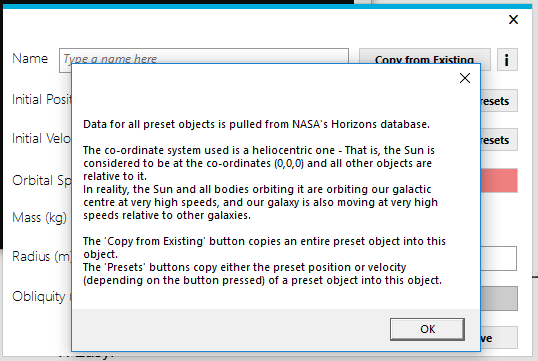 Name
Type a name here
Copy from Existing
i
Initial Posit
esets
Initial Veloc
esets
Orbital Sp
Mass (kg)
Radius (m)
Obliquity
ve
Data for all preset objects is pulled from NASA's Horizons database.
The co-ordinate system used is a heliocentric one - That is, the Sun is
considered to be at the co-ordinates (0,0,0) and all other objects are
relative to it.
In reality, the Sun and all bodies orbiting it are orbiting our galactic
centre at very high speeds, and our galaxy is also moving at very high
speeds relative to other galaxies.
The 'Copy from Existing' button copies an entire preset object into this
object.
The 'Presets' buttons copy either the preset position or velocity
(depending on the button pressed) of a preset object into this object.
OK